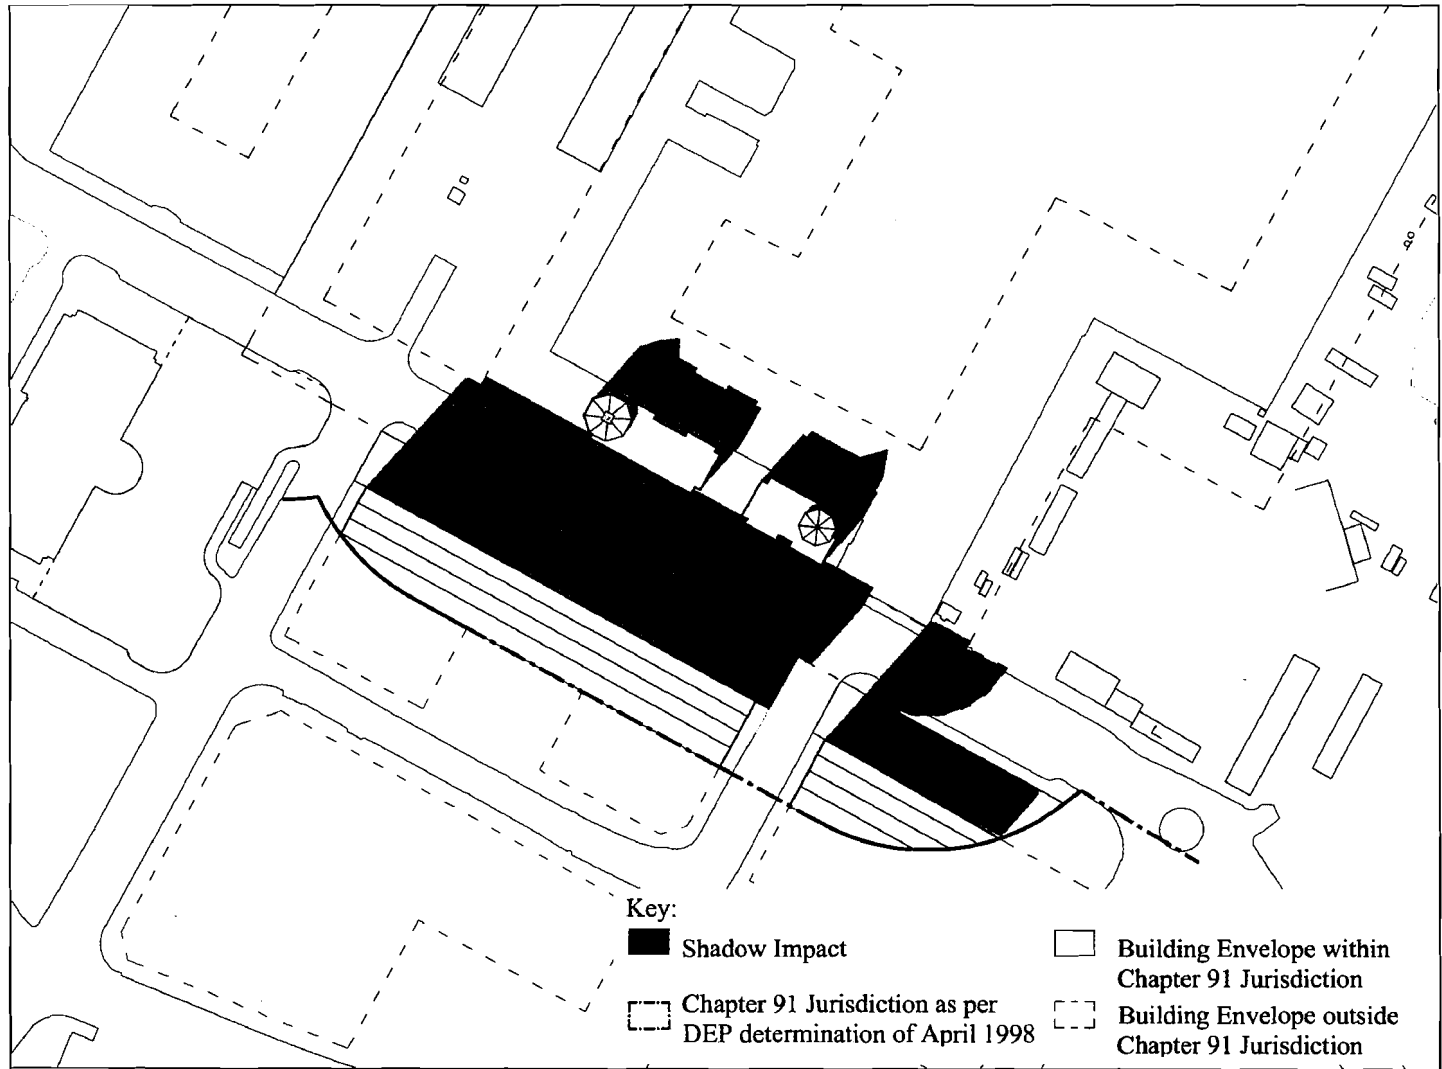 Key:
Shadow Impact
Chapter 91 Jurisdiction as per
DEP determination of April 1998
Building Envelope within
Chapter 91 Jurisdiction
Building Envelope outside
Chapter 91 Jurisdiction